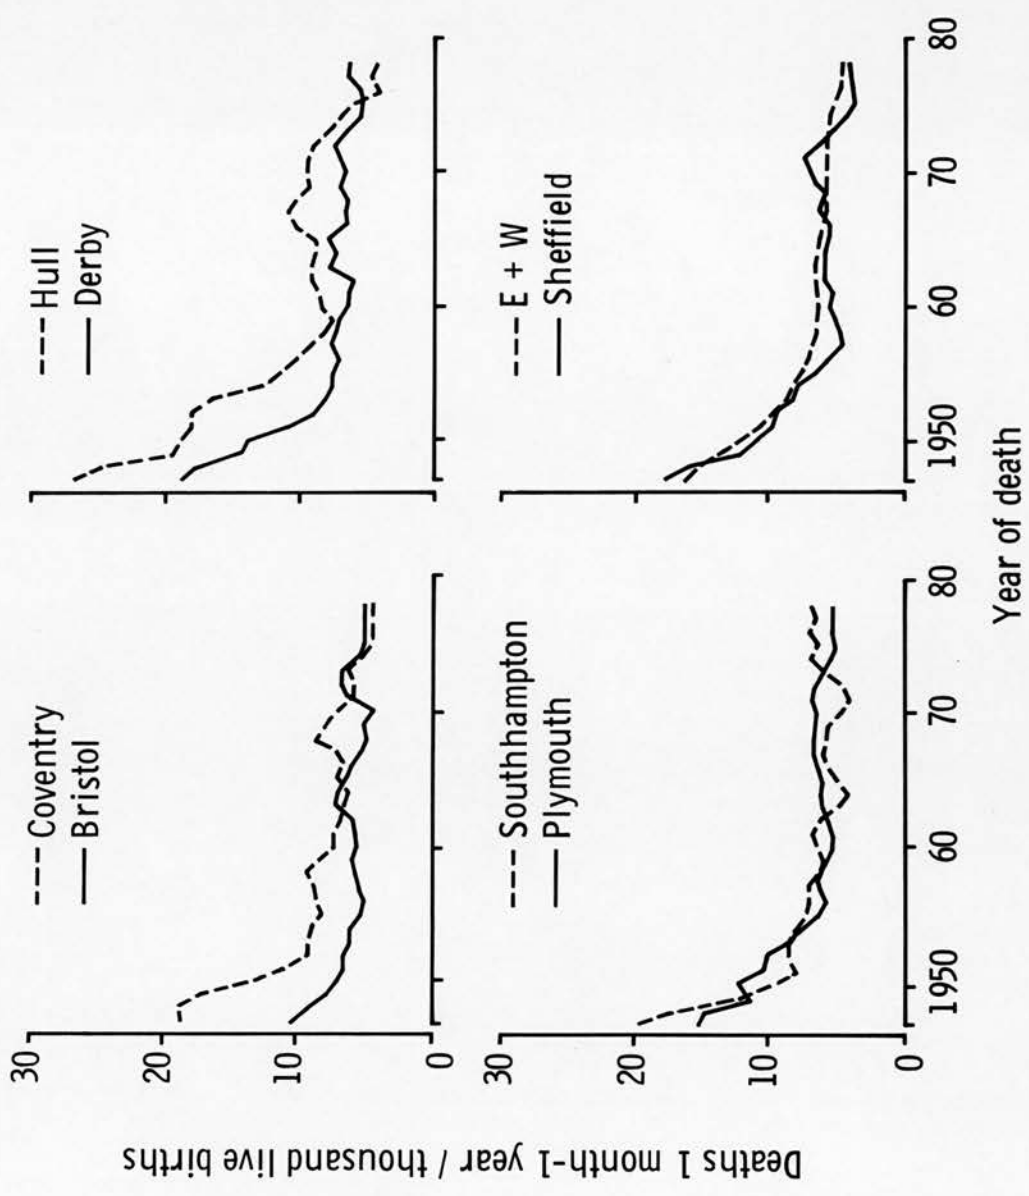 Deaths 1 month-1 year / thousand live births
--- Coventry
— Bristol
30
20
10
0
--- Hull
— Derby
--- Southhampton
— Plymouth
30
20
10
0
1950
60
70
80
--- E + W
— Sheffield
1950
60
70
80
Year of death